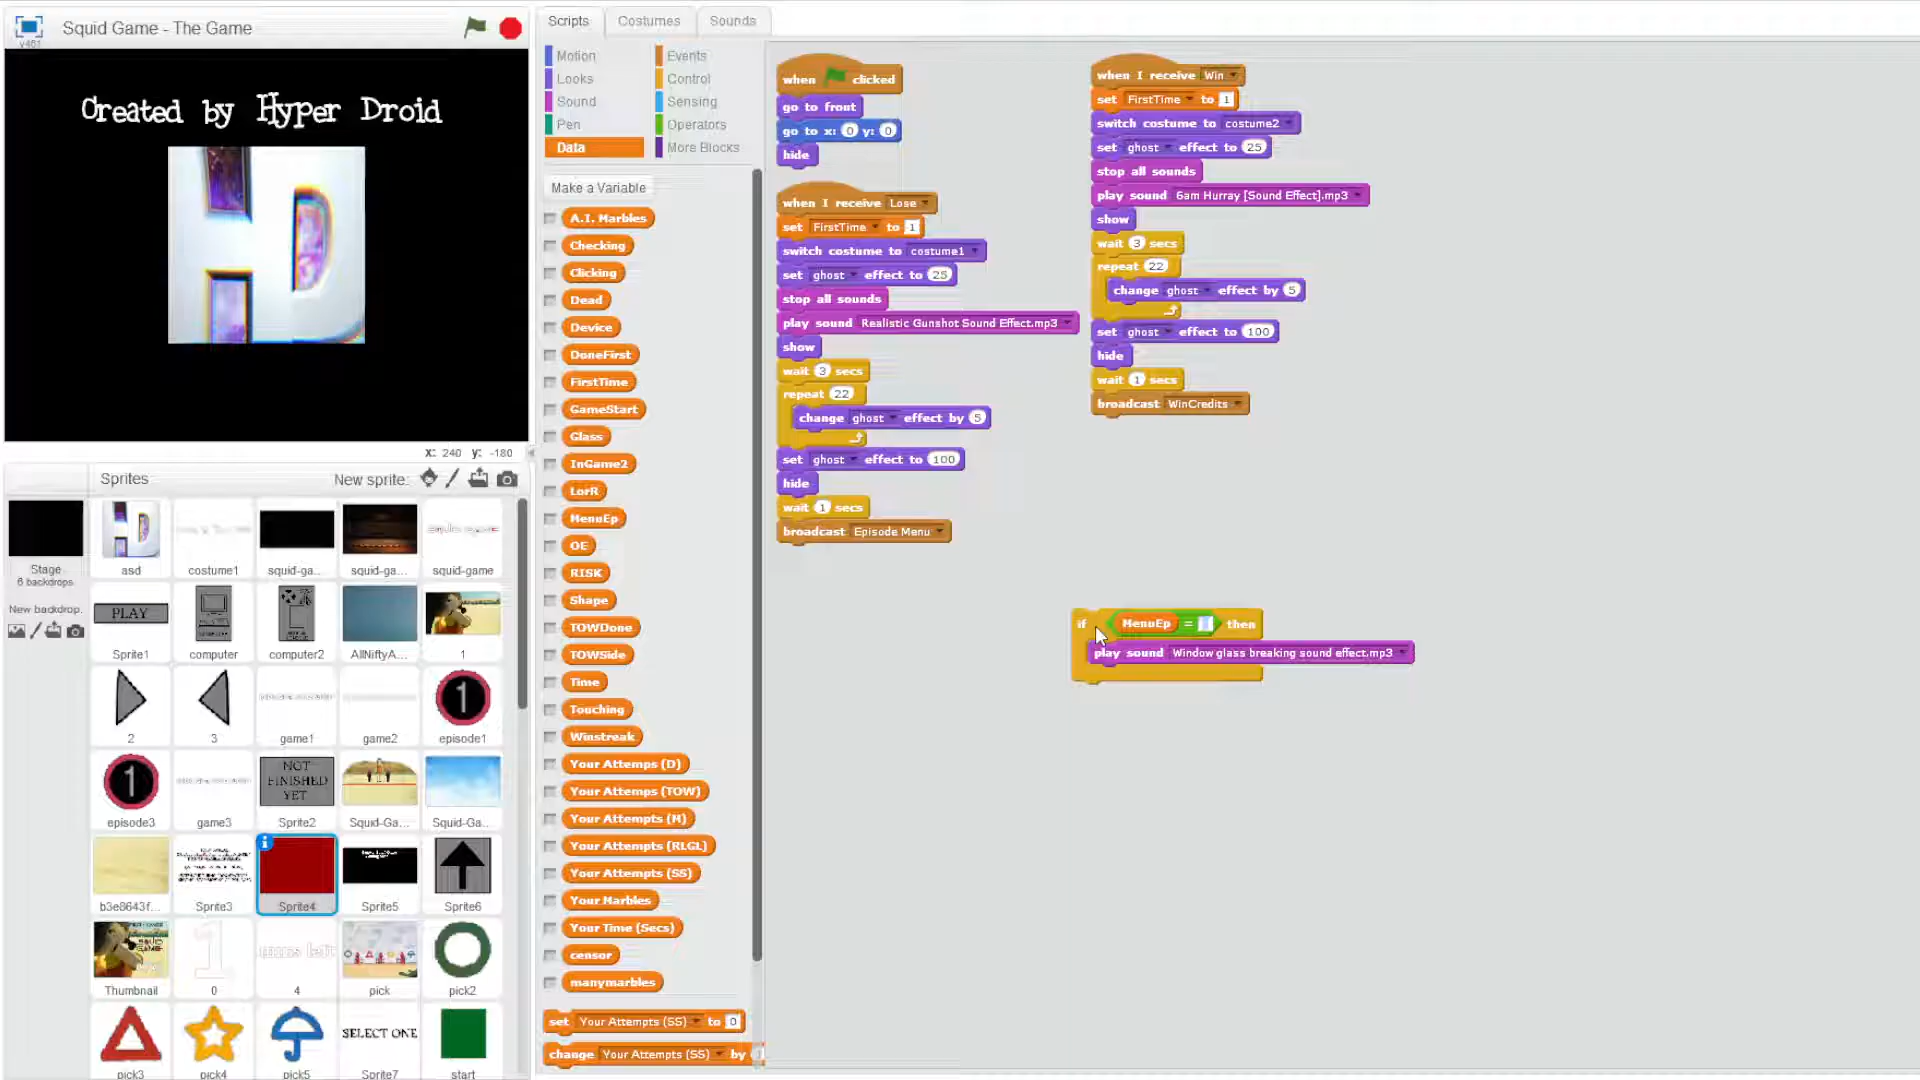 Squid Game - The Game
v461
Created by Hyper Droid
x: 240 y: -180
Sprites
New sprite:
Stage
6 backdrops
New backdrop:
asd
costume1
squid-ga...
squid-ga...
squid-game
PLAY
Sprite1
computer
computer2
AllNiftyA...
1
2
3
game1
game2
1
episode1
1
episode3
game3
NOT
FINISHED
YET
Sprite2
Squid-Ga...
Squid-Ga...
b3e8643f...
Sprite3
Sprite4
Sprite5
Sprite6
Thumbnail
0
4
pick
pick2
pick3
pick4
pick5
SELECT ONE
Sprite7
start
Scripts
Costumes
Sounds
Motion
Looks
Sound
Pen
Data
Events
Control
Sensing
Operators
More Blocks
Make a Variable
A.I. Marbles
Checking
Clicking
Dead
Device
DoneFirst
FirstTime
GameStart
Glass
InGame2
LorR
MenuEp
OE
RISK
Shape
TOWDone
TOWSide
Time
Touching
Winstreak
Your Attemps (D)
Your Attemps (TOW)
Your Attempts (M)
Your Attempts (RLGL)
Your Attempts (SS)
Your Marbles
Your Time (Secs)
censor
manymarbles
set Your Attempts (SS) to 0
change Your Attempts (SS) by
when clicked
go to front
go to x: 0 y: 0
hide
when I receive Lose
set FirstTime to 1
switch costume to costume1
set ghost effect to 25
stop all sounds
play sound Realistic Gunshot Sound Effect.mp3
show
wait 3 secs
repeat 22
change ghost effect by 5
set ghost effect to 100
hide
wait 1 secs
broadcast Episode Menu
when I receive Win
set FirstTime to 1
switch costume to costume2
set ghost effect to 25
stop all sounds
play sound 6am Hurray [Sound Effect].mp3
show
wait 3 secs
repeat 22
change ghost effect by 5
set ghost effect to 100
hide
wait 1 secs
broadcast WinCredits
if MenuEp = then
play sound Window glass breaking sound effect.mp3